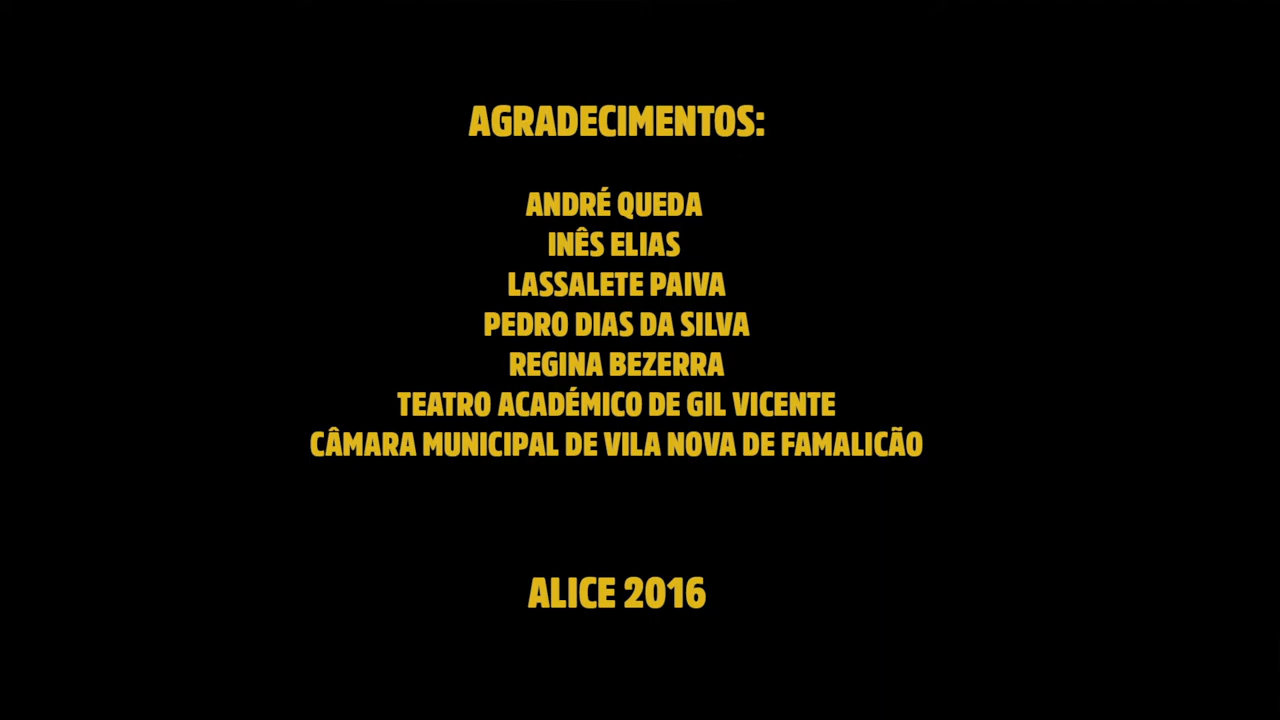 AGRADECIMENTOS:
ANDRÉ QUEDA
INÊS ELIAS
LASSALETE PAIVA
PEDRO DIAS DA SILVA
REGINA BEZERRA
TEATRO ACADÉMICO DE GIL VICENTE
CÂMARA MUNICIPAL DE VILA NOVA DE FAMALICÃO
ALICE 2016